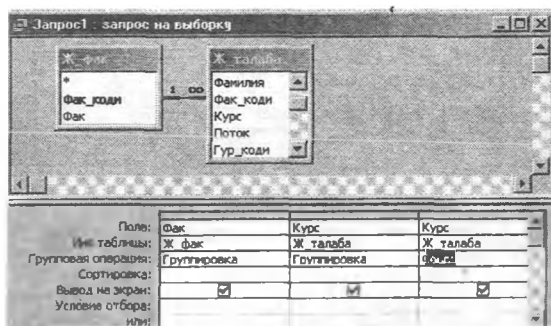 Запрос1 : запрос на выборку
Ж_фак
*
Фак_коди
Фак
1 ∞
Ж_талаба
Фамилия
Фак_коди
Курс
Поток
Гур_коди
Поле: Фак Курс Курс
Имя таблицы: Ж_фак Ж_талаба Ж_талаба
Групповая операция: Группировка Группировка
Сортировка:
Вывод на экран:
Условие отбора:
или: